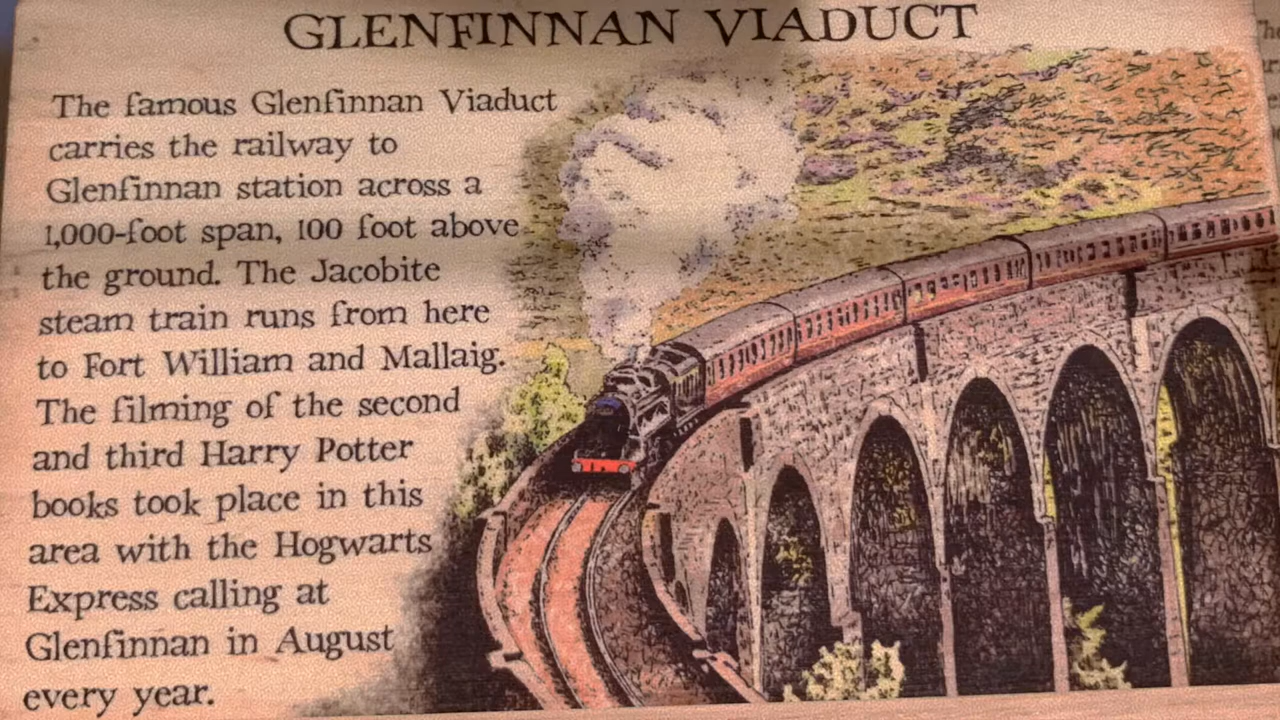 GLENFINNAN VIADUCT
The famous Glenfinnan Viaduct
carries the railway to
Glenfinnan station across a
1,000-foot span, 100 foot above
the ground. The Jacobite
steam train runs from here
to Fort William and Mallaig.
The filming of the second
and third Harry Potter
books took place in this
area with the Hogwarts
Express calling at
Glenfinnan in August
every year.